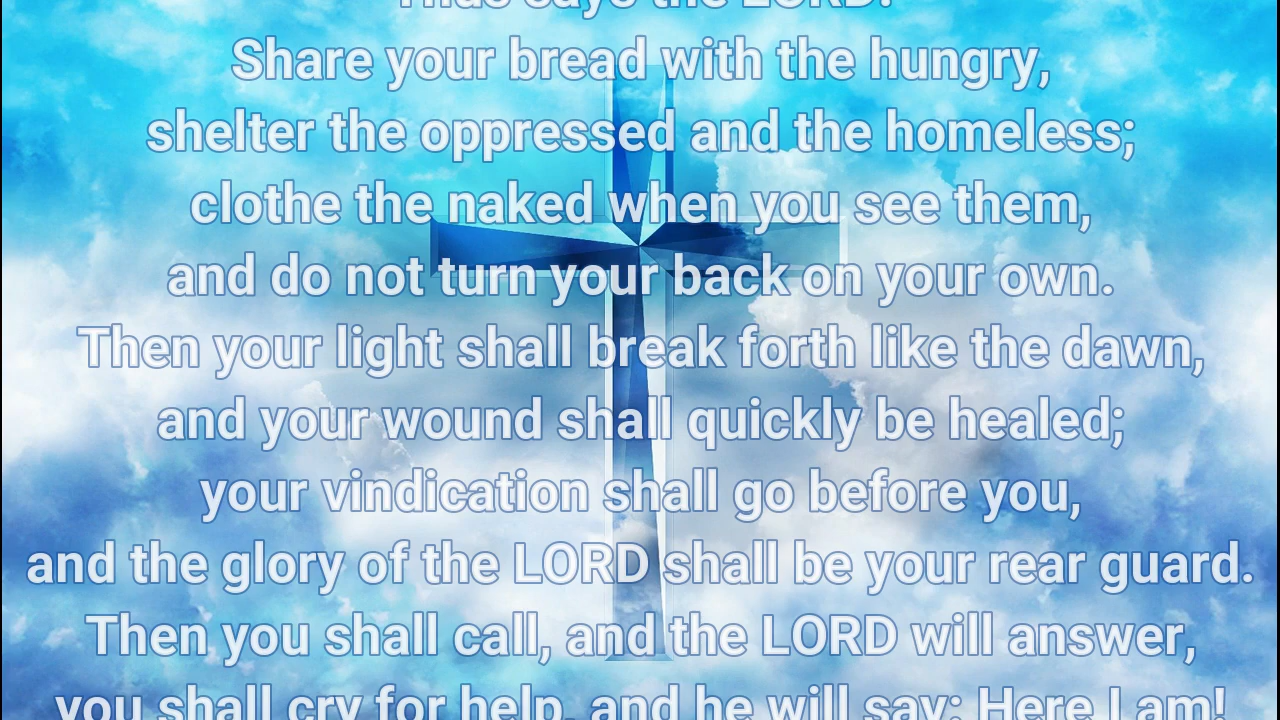 Thus says the LORD:
Share your bread with the hungry,
shelter the oppressed and the homeless;
clothe the naked when you see them,
and do not turn your back on your own.
Then your light shall break forth like the dawn,
and your wound shall quickly be healed;
your vindication shall go before you,
and the glory of the LORD shall be your rear guard.
Then you shall call, and the LORD will answer,
you shall cry for help, and he will say: Here I am!